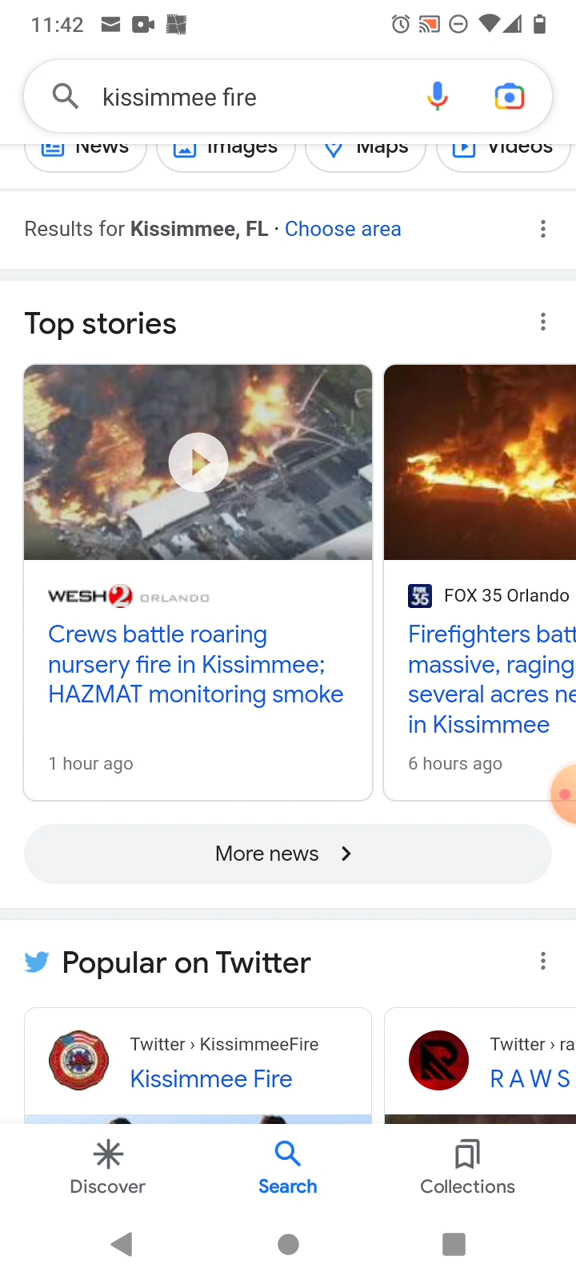 11:42
kissimmee fire
News Images Maps Videos
Results for Kissimmee, FL · Choose area
Top stories
WESH 2 ORLANDO
Crews battle roaring
nursery fire in Kissimmee;
HAZMAT monitoring smoke
1 hour ago
35 FOX 35 Orlando
Firefighters batt
massive, raging
several acres ne
in Kissimmee
6 hours ago
More news
Popular on Twitter
Twitter › KissimmeeFire
Kissimmee Fire
Twitter › ra
R A W S
Discover Search Collections